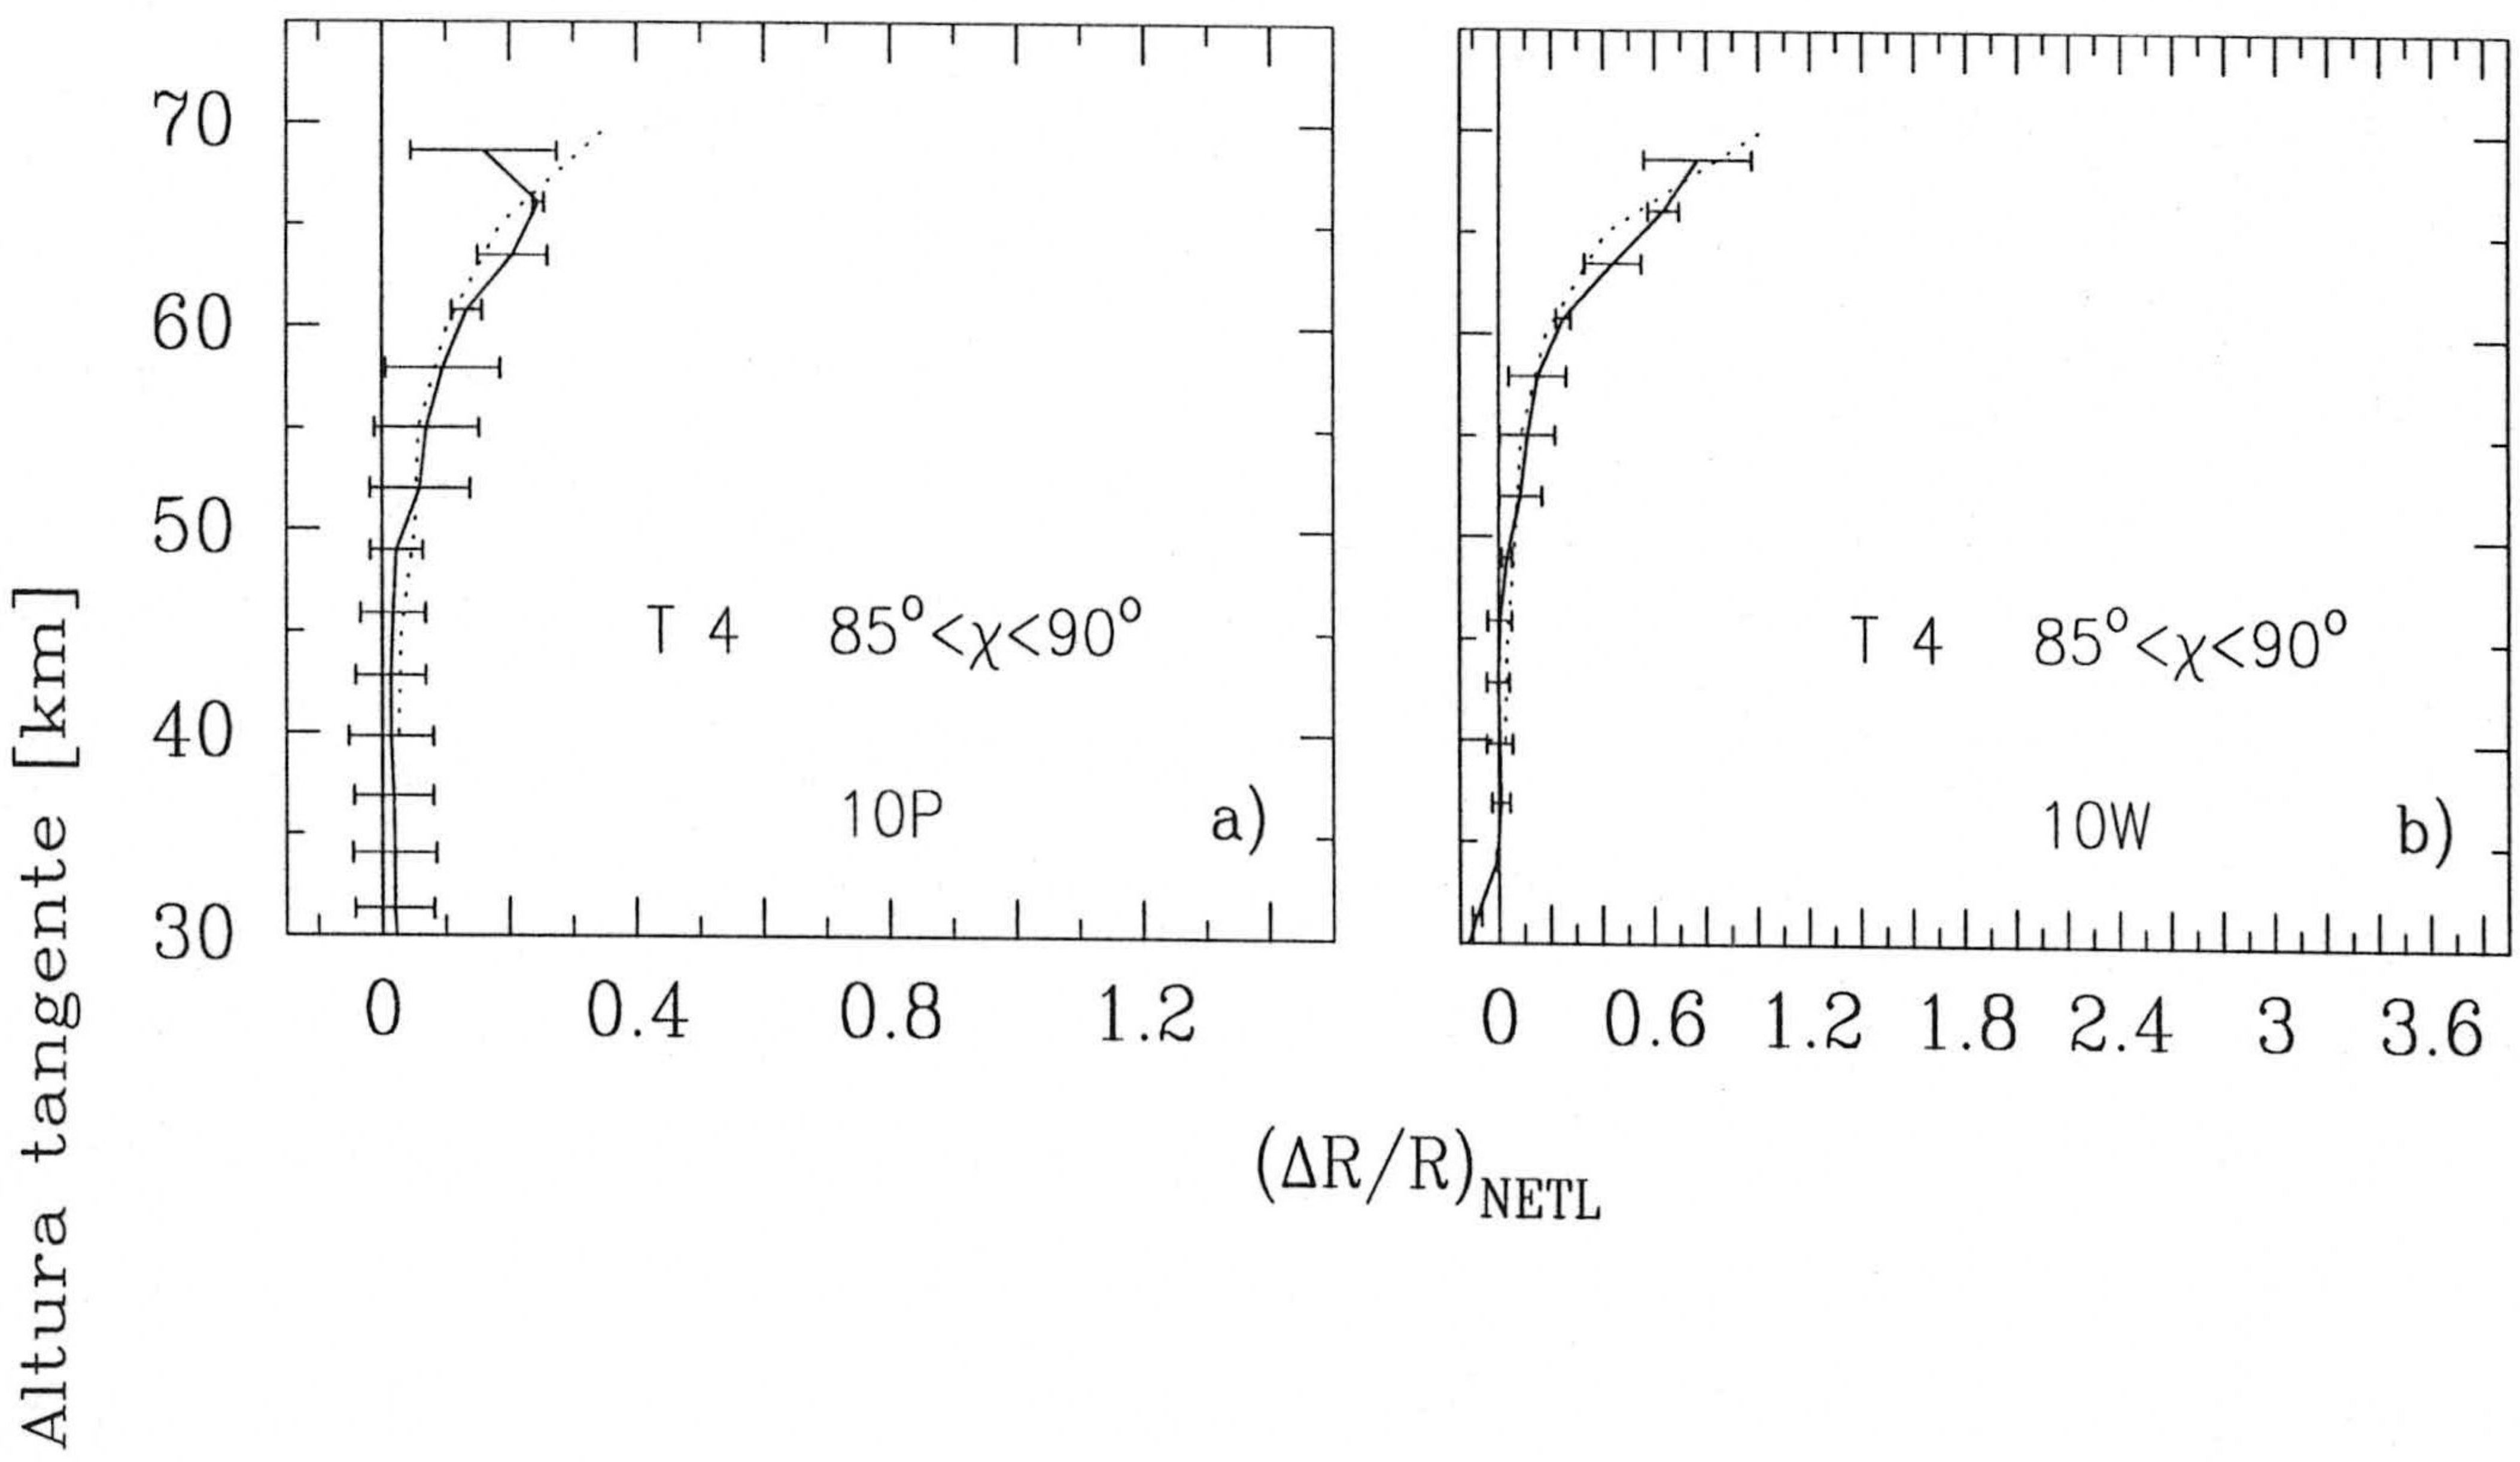 70
60
50
40
30
Altura tangente [km]
T 4 85°<χ<90°
10P a)
0 0.4 0.8 1.2
T 4 85°<χ<90°
10W b)
0 0.6 1.2 1.8 2.4 3 3.6
(ΔR/R)NETL